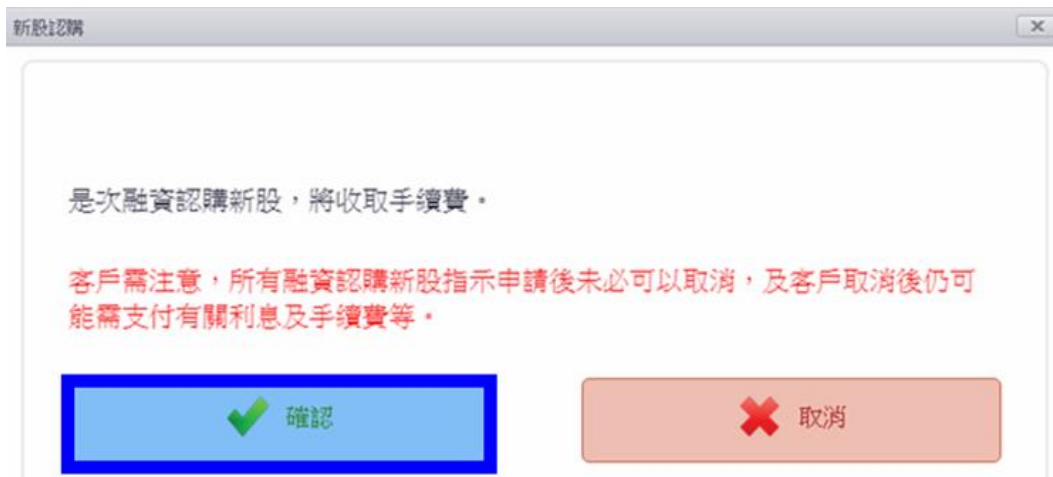 新股認購
是次融資認購新股，將收取手續費。
客戶需注意，所有融資認購新股指示申請後未必可以取消，及客戶取消後仍可
能需支付有關利息及手續費等。
確認
取消